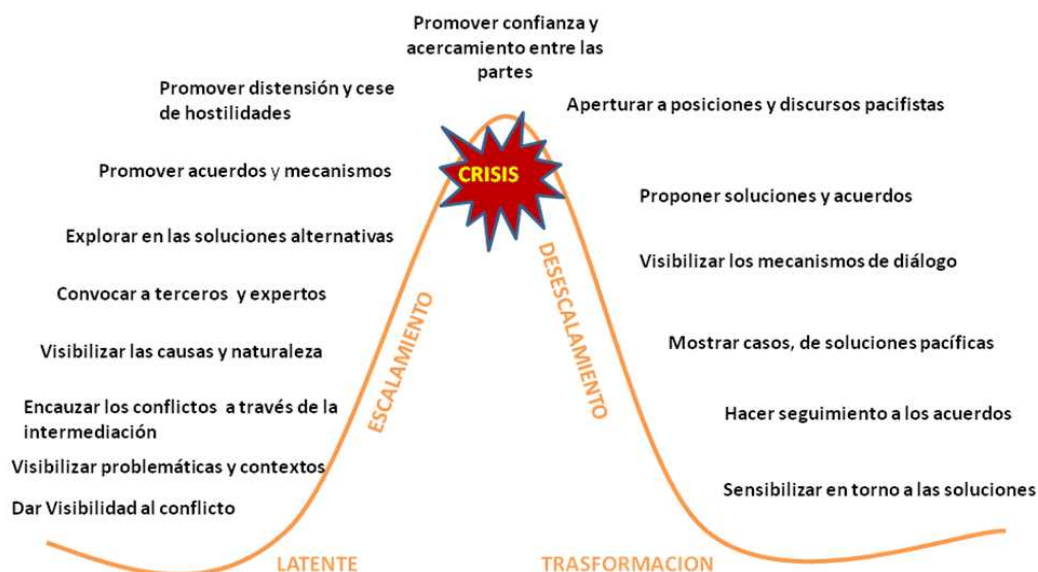 Promover confianza y
acercamiento entre las
partes
Promover distensión y cese
de hostilidades
Aperturar a posiciones y discursos pacifistas
CRISIS
Promover acuerdos y mecanismos
Proponer soluciones y acuerdos
Explorar en las soluciones alternativas
Visibilizar los mecanismos de diálogo
Convocar a terceros y expertos
ESCALAMIENTO
DESESCALAMIENTO
Visibilizar las causas y naturaleza
Mostrar casos, de soluciones pacíficas
Encauzar los conflictos a través de la
intermediación
Hacer seguimiento a los acuerdos
Visibilizar problemáticas y contextos
Sensibilizar en torno a las soluciones
Dar Visibilidad al conflicto
LATENTE
TRASFORMACION